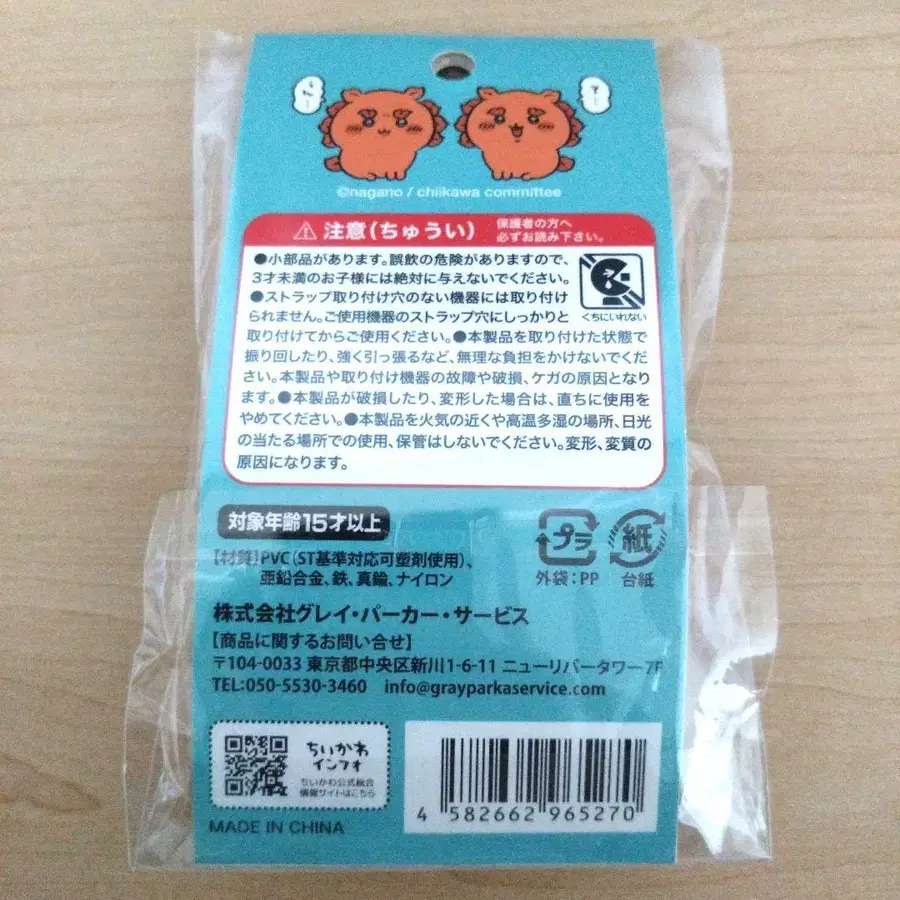 ©nagano / chiikawa committee
注意(ちゅうい)
保護者の方へ
必ずお読み下さい。
●小部品があります。誤飲の危険がありますので、
3才未満のお子様には絶対に与えないでください。
●ストラップ取り付け穴のない機器には取り付け
られません。ご使用機器のストラップ穴にしっかりと
取り付けてからご使用ください。●本製品を取り付けた状態で
振り回したり、強く引っ張るなど、無理な負担をかけないでくだ
さい。本製品や取り付け機器の故障や破損、ケガの原因となり
ます。●本製品が破損したり、変形した場合は、直ちに使用を
やめてください。●本製品を火気の近くや高温多湿の場所、日光
の当たる場所での使用、保管はしないでください。変形、変質の
原因になります。
くちにいれない
対象年齢15才以上
【材質】PVC(ST基準対応可塑剤使用)、
亜鉛合金、鉄、真鍮、ナイロン
プラ
外袋:PP
紙
台紙
株式会社グレイ・パーカー・サービス
【商品に関するお問い合せ】
〒104-0033 東京都中央区新川1-6-11 ニューリバータワー7F
TEL:050-5530-3460 info@grayparkaservice.com
ちいかわ
インフォ
ちいかわ公式総合
情報サイトはこちら
4 582662 965270
MADE IN CHINA